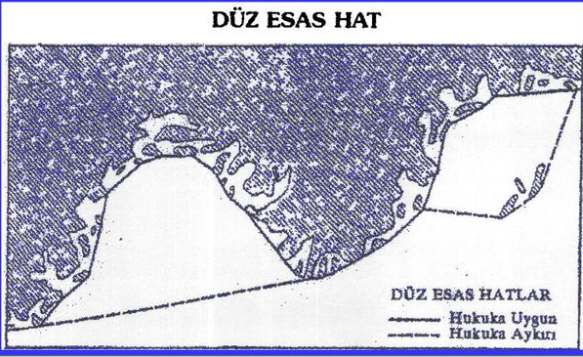 DÜZ ESAS HAT
DÜZ ESAS HATLAR
Hukuka Uygun
Hukuka Aykırı